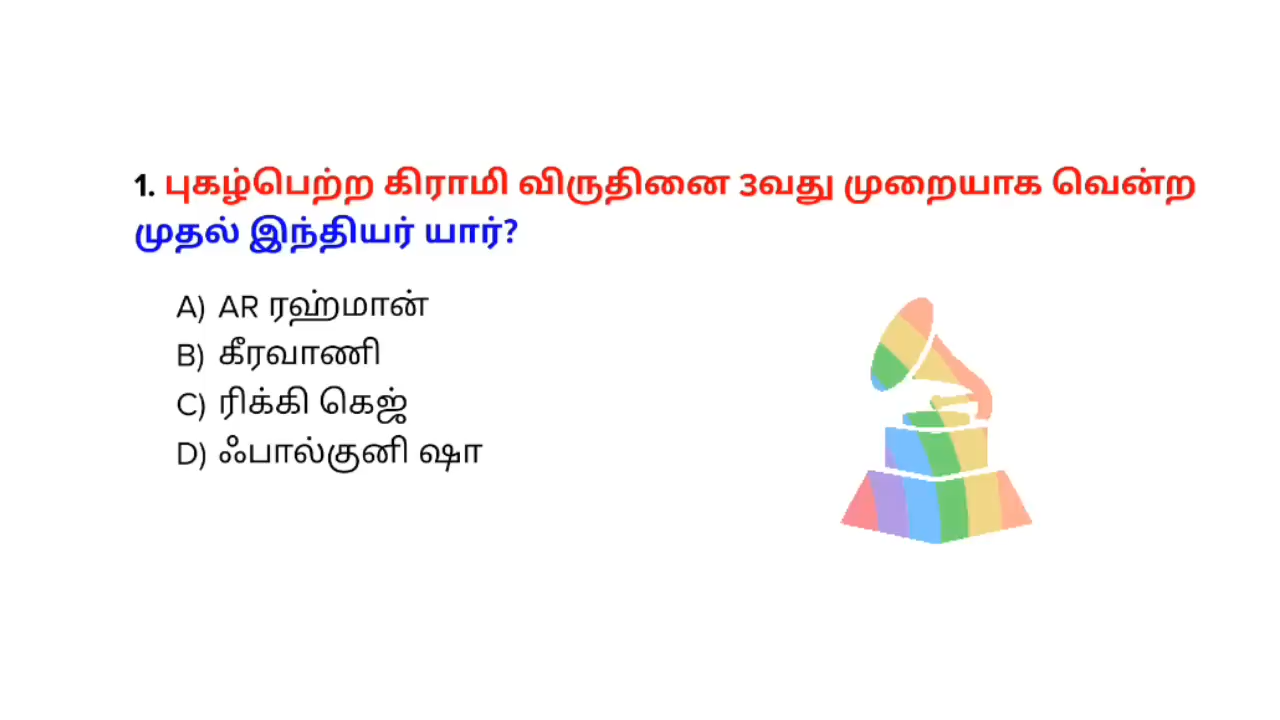 1. புகழ்பெற்ற கிராமி விருதினை 3வது முறையாக வென்ற
முதல் இந்தியர் யார்?
A) AR ரஹ்மான்
B) கீரவாணி
C) ரிக்கி கெஜ்
D) ஃபால்குனி ஷா